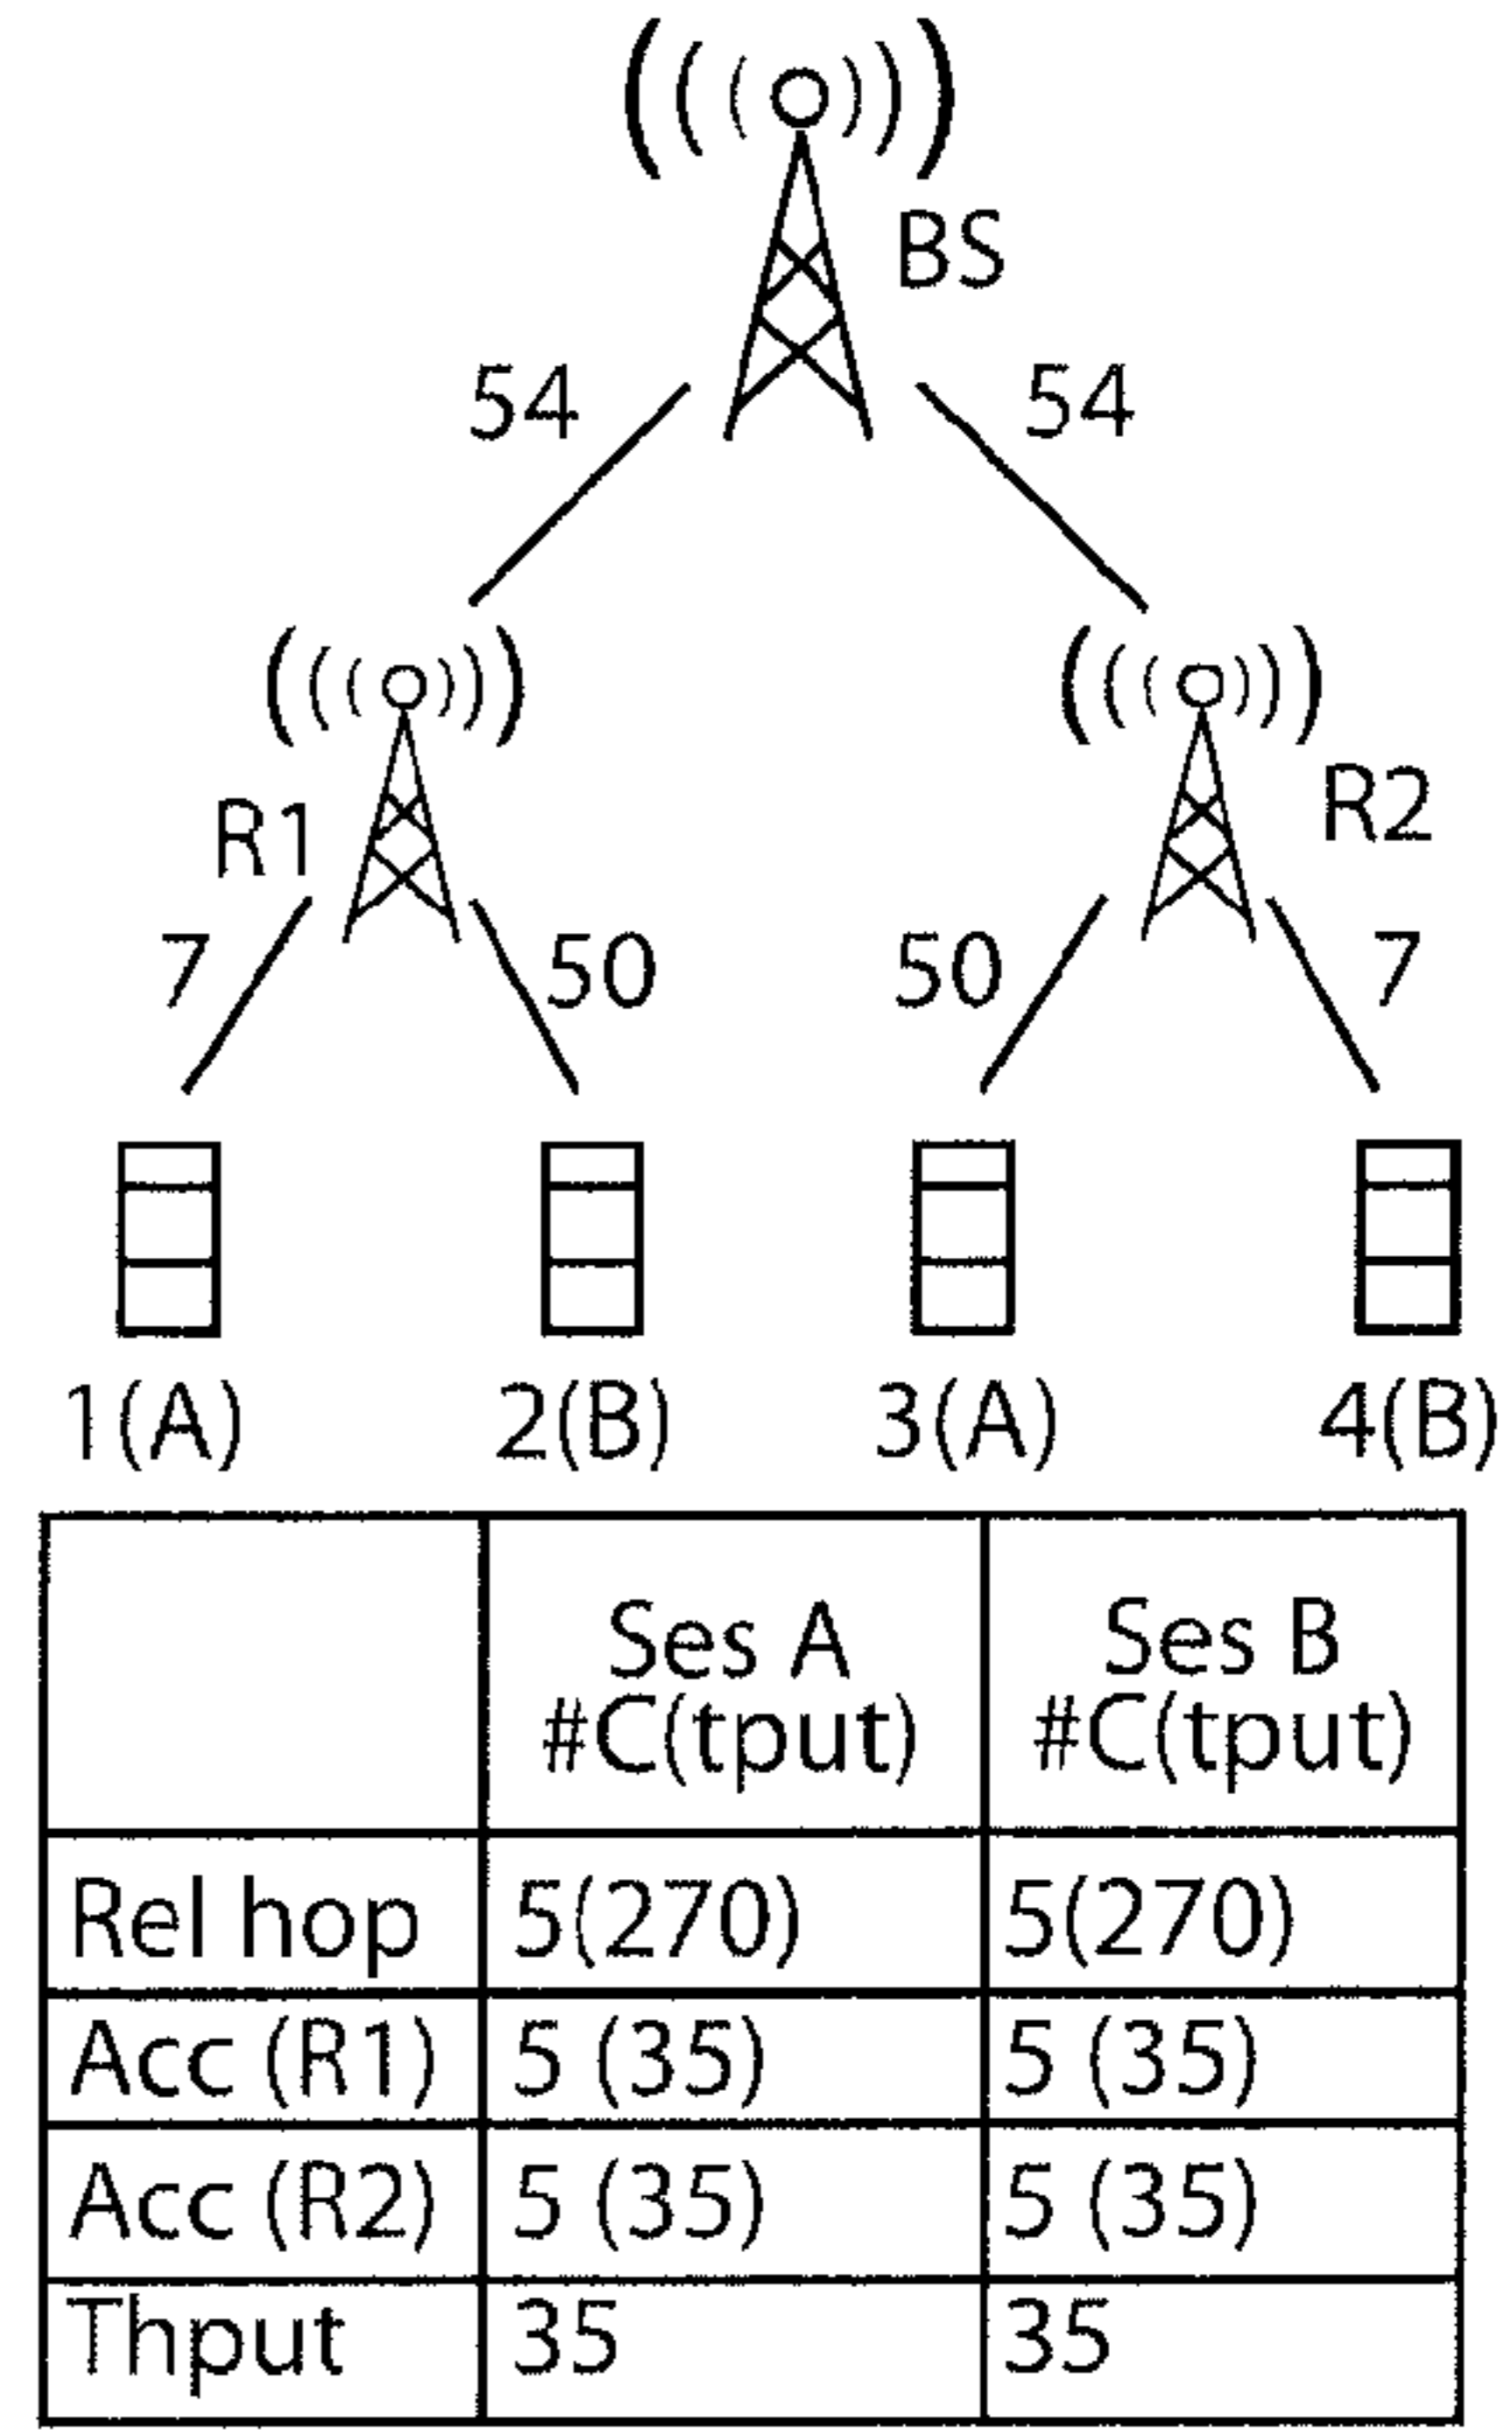 BS
54 54
R1 R2
7 50 50 7
1(A) 2(B) 3(A) 4(B)
Ses A Ses B
#C(tput) #C(tput)
Rel hop 5(270) 5(270)
Acc (R1) 5 (35) 5 (35)
Acc (R2) 5 (35) 5 (35)
Thput 35 35